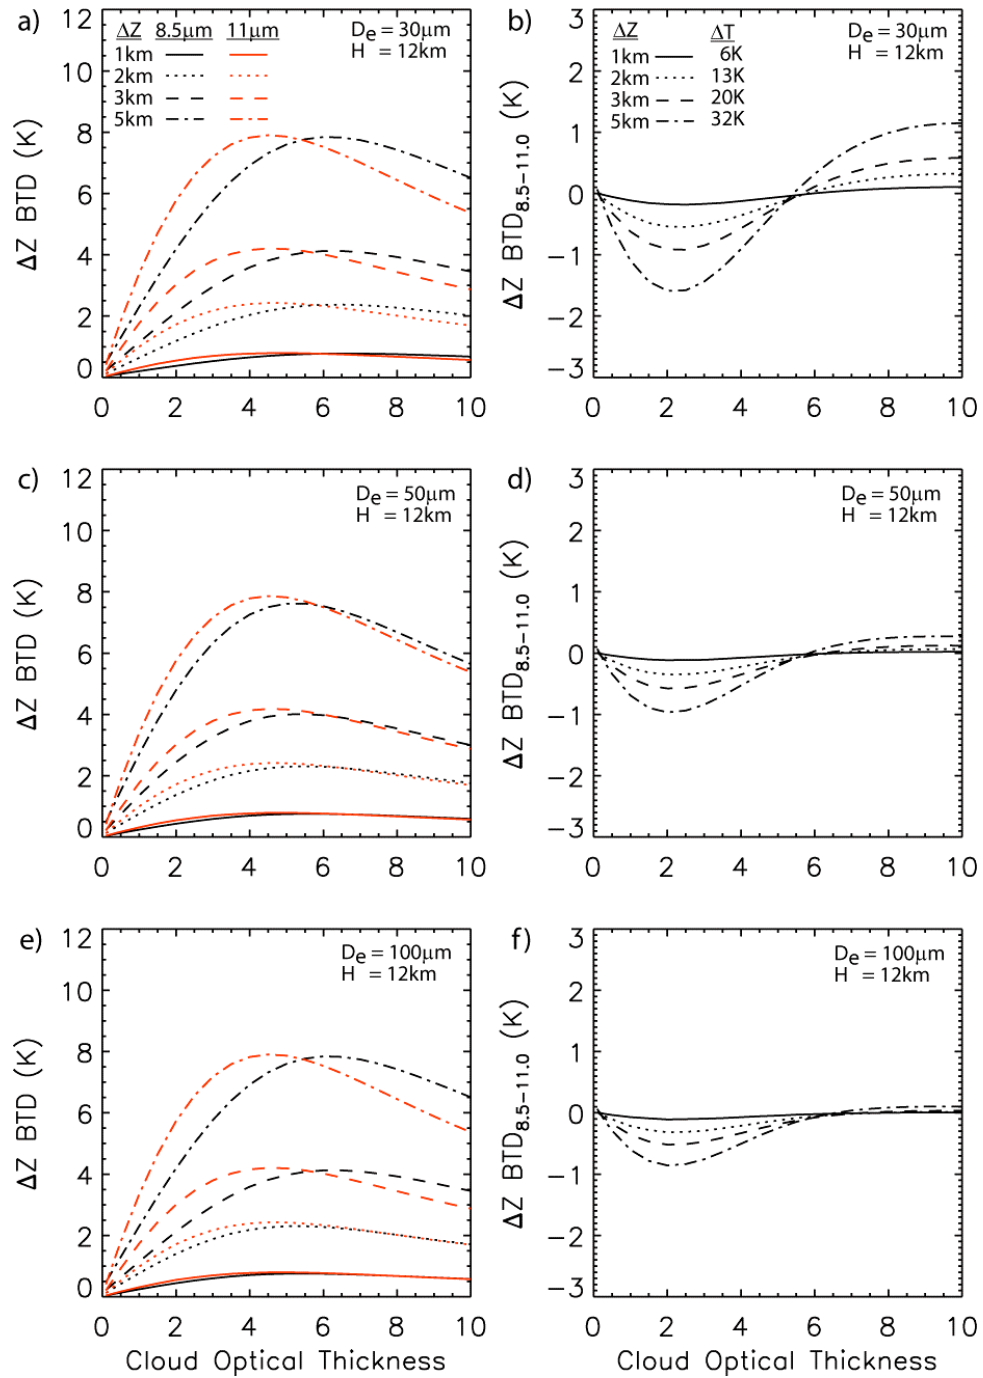 a)
ΔZ 8.5μm 11μm
1km
2km
3km
5km
De = 30μm
H = 12km
12
10
8
6
4
2
0
ΔZ BTD (K)
0 2 4 6 8 10
b)
ΔZ ΔT
1km 6K
2km 13K
3km 20K
5km 32K
De = 30μm
H = 12km
3
2
1
0
−1
−2
−3
ΔZ BTD8.5−11.0 (K)
0 2 4 6 8 10
c)
De = 50μm
H = 12km
12
10
8
6
4
2
0
ΔZ BTD (K)
0 2 4 6 8 10
d)
De = 50μm
H = 12km
3
2
1
0
−1
−2
−3
ΔZ BTD8.5−11.0 (K)
0 2 4 6 8 10
e)
De = 100μm
H = 12km
12
10
8
6
4
2
0
ΔZ BTD (K)
0 2 4 6 8 10
Cloud Optical Thickness
f)
De = 100μm
H = 12km
3
2
1
0
−1
−2
−3
ΔZ BTD8.5−11.0 (K)
0 2 4 6 8 10
Cloud Optical Thickness